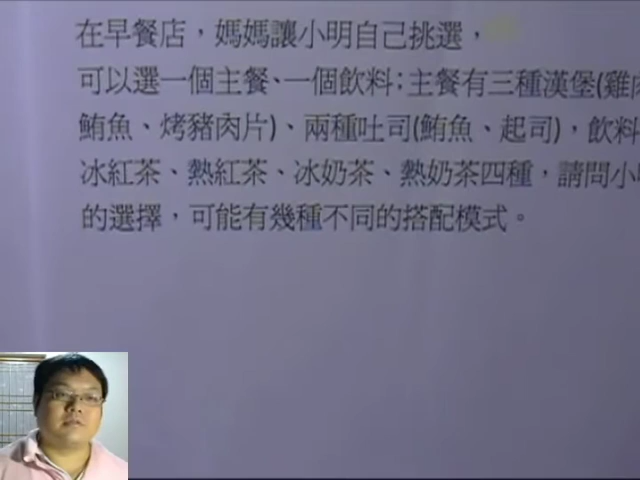 在早餐店，媽媽讓小明自己挑選，
可以選一個主餐、一個飲料；主餐有三種漢堡(雞肉
鮪魚、烤豬肉片)、兩種吐司(鮪魚、起司)，飲料
冰紅茶、熱紅茶、冰奶茶、熱奶茶四種，請問小
的選擇，可能有幾種不同的搭配模式。